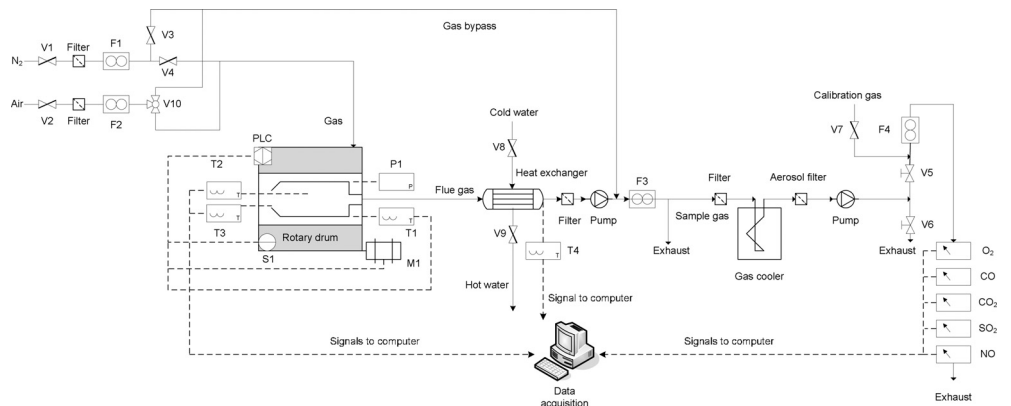 Gas bypass
V3
V1
Filter
F1
N₂
V4
Air
V10
V2
Filter
F2
Gas
PLC
T2
P1
P
T
T
T3
T
T1
Rotary drum
S1
M1
Flue gas
Cold water
V8
Heat exchanger
V9
Hot water
Filter
Pump
F3
T
T4
Signal to computer
Sample gas
Exhaust
Filter
Gas cooler
Aerosol filter
Pump
Calibration gas
V7
F4
V5
V6
Exhaust
O₂
CO
CO₂
SO₂
NO
Exhaust
Signals to computer
Signals to computer
Data
acquisition